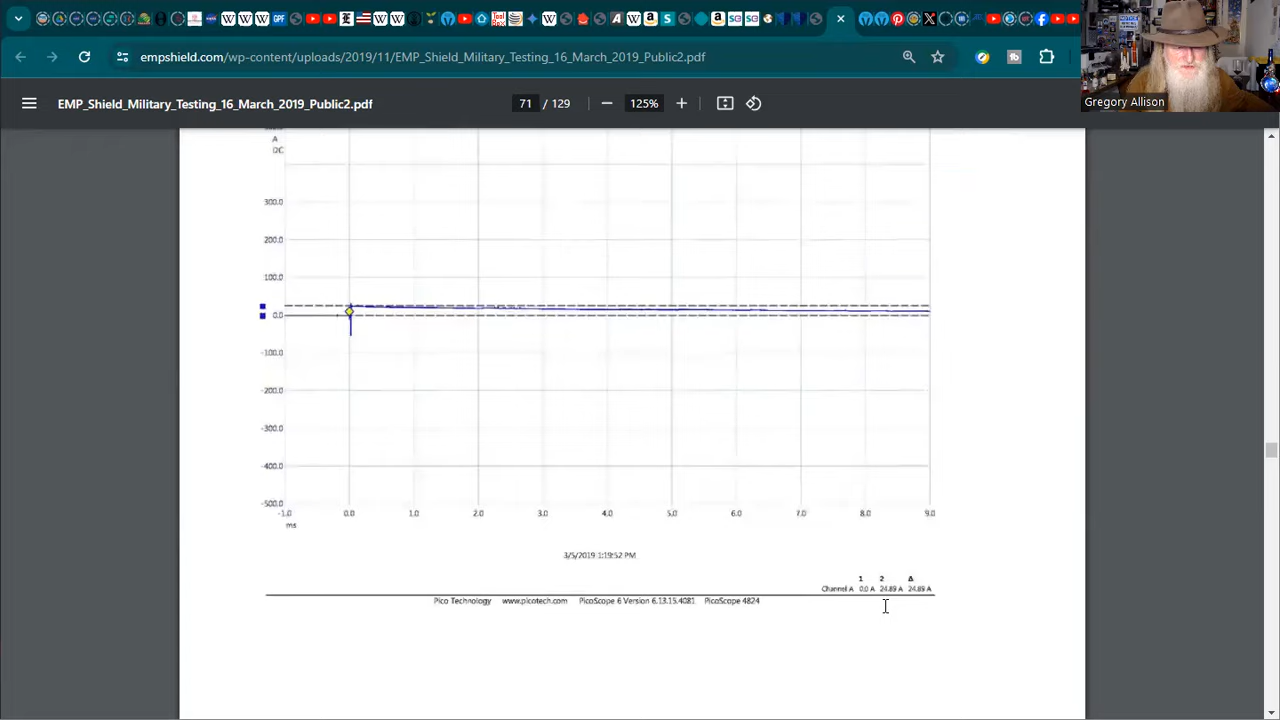 empshield.com/wp-content/uploads/2019/11/EMP_Shield_Military_Testing_16_March_2019_Public2.pdf
Gregory Allison
EMP_Shield_Military_Testing_16_March_2019_Public2.pdf
71 / 129
125%
A
DC
300.0
200.0
100.0
0.0
-100.0
-200.0
-300.0
-400.0
-500.0
-1.0 0.0 1.0 2.0 3.0 4.0 5.0 6.0 7.0 8.0 9.0
ms
3/5/2019 1:19:52 PM
1 2 Δ
Channel A 0.0 A 24.89 A 24.89 A
Pico Technology www.picotech.com PicoScope 6 Version 6.13.15.4081 PicoScope 4824